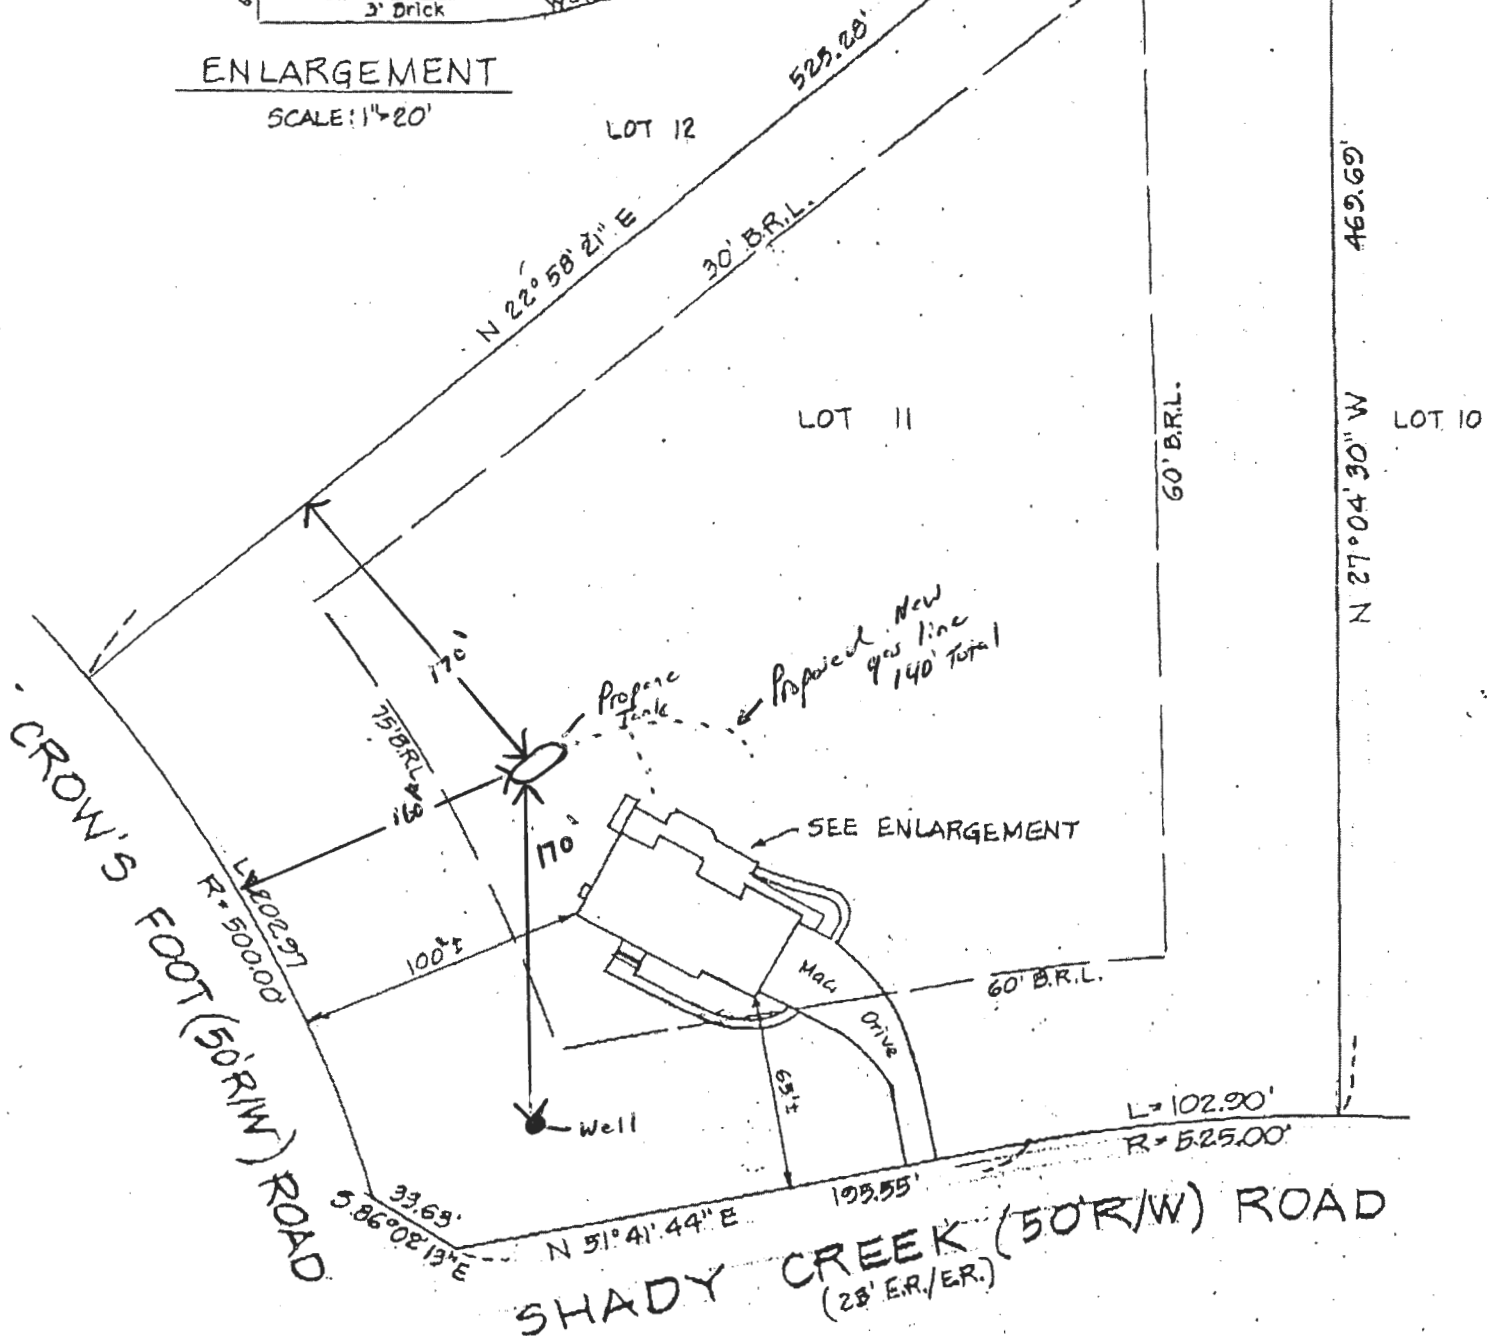 3' Brick
ENLARGEMENT
SCALE: 1"=20'
LOT 12
525.28'
N 22° 58' 21" E
30' B.R.L.
469.69'
LOT 11
60' B.R.L.
N 27° 04' 30" W
LOT 10
170'
Propane
Tank
Proposed New
gas line
140' Total
75' B.R.L.
160'
170'
SEE ENLARGEMENT
L=202.97
R=500.00'
100'±
Mac.
Drive
60' B.R.L.
65'±
Well
CROW'S FOOT (50'R/W) ROAD
L=102.90'
R=525.00'
195.55'
33.63'
S 86° 02' 13" E
N 51° 41' 44" E
SHADY CREEK (50'R/W) ROAD
(28' E.R./E.R.)